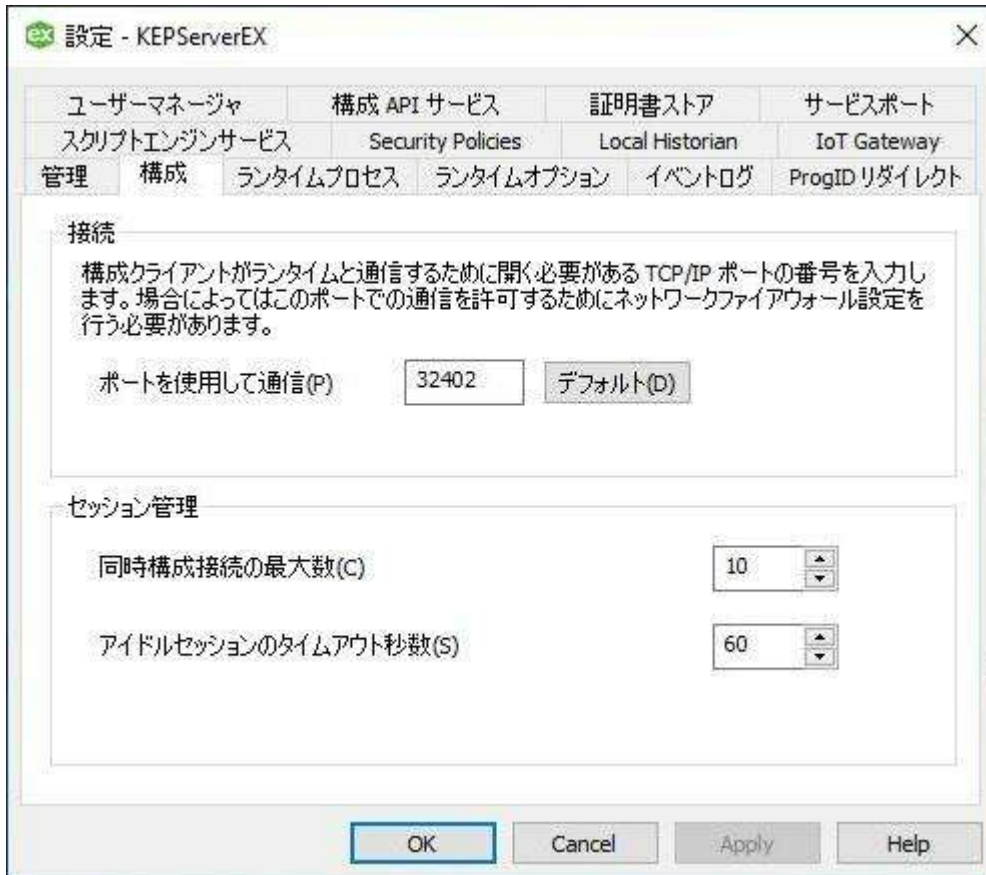 設定 - KEPServerEX
ユーザーマネージャ 構成 API サービス 証明書ストア サービスポート
スクリプトエンジンサービス Security Policies Local Historian IoT Gateway
管理 構成 ランタイムプロセス ランタイムオプション イベントログ ProgID リダイレクト
接続
構成クライアントがランタイムと通信するために開く必要がある TCP/IP ポートの番号を入力し
ます。場合によってはこのポートでの通信を許可するためにネットワークファイアウォール設定を
行う必要があります。
ポートを使用して通信(P) 32402 デフォルト(D)
セッション管理
同時構成接続の最大数(C) 10
アイドルセッションのタイムアウト秒数(S) 60
OK Cancel Apply Help